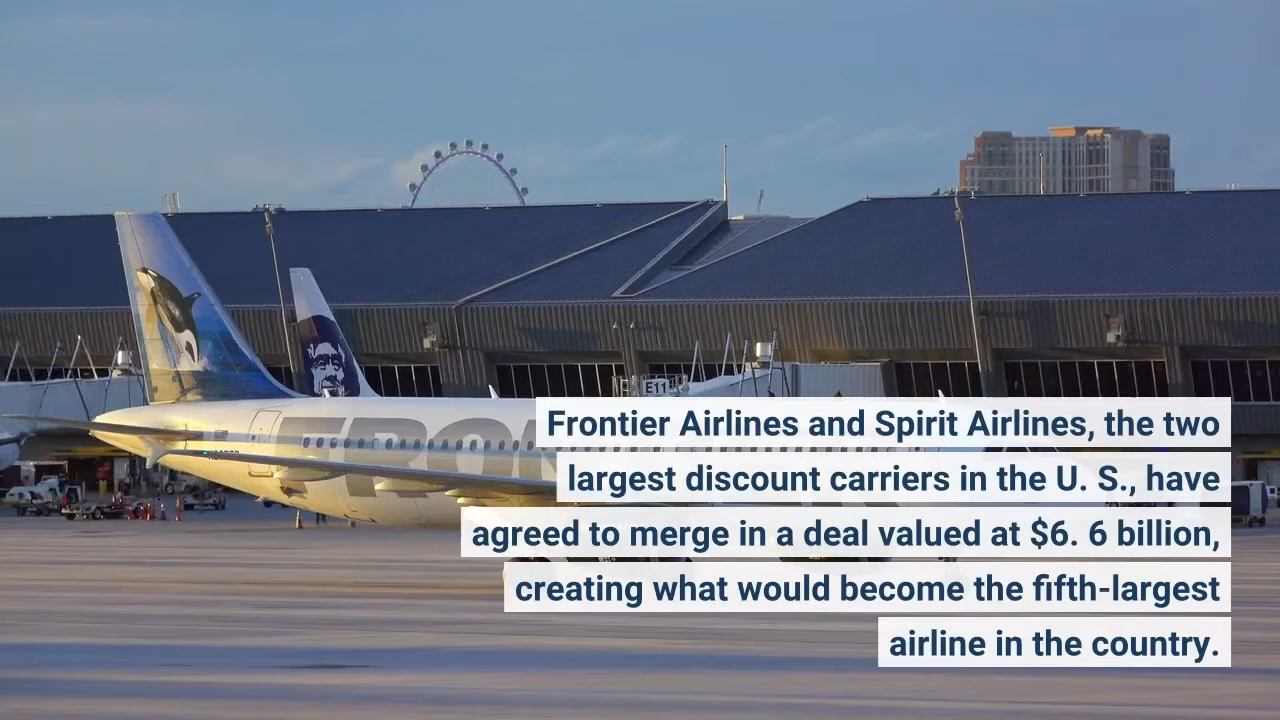 E11
FRON
Frontier Airlines and Spirit Airlines, the two
largest discount carriers in the U. S., have
agreed to merge in a deal valued at $6. 6 billion,
creating what would become the fifth-largest
airline in the country.